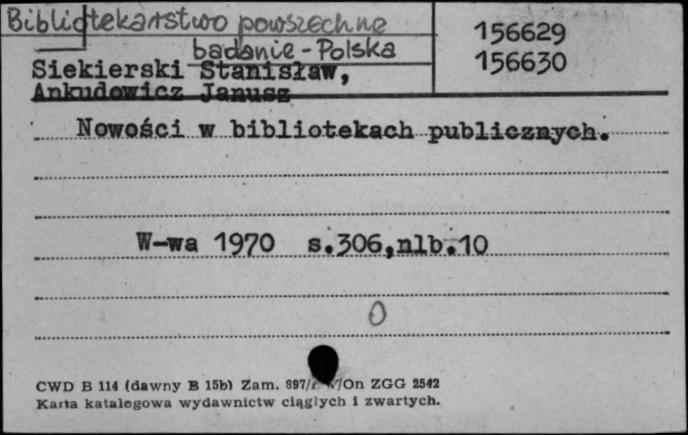 Bibliotekarstwo powszechne
badanie - Polska
156629
156630
Siekierski Stanisław,
Ankudowicz Janusz
Nowości w bibliotekach publicznych.
W-wa 1970 s.306,nlb.10
0
CWD B 114 (dawny B 15b) Zam. 897/ /On ZGG 2542
Karta katalogowa wydawnictw ciągłych i zwartych.